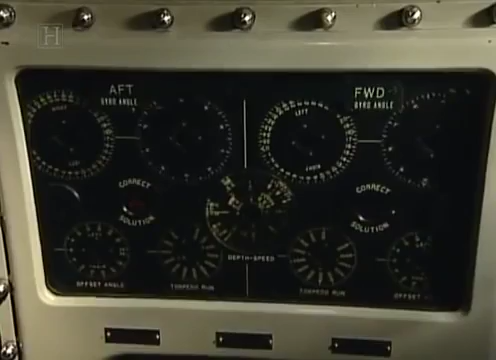 H
AFT
GYRO ANGLE
FWD
GYRO ANGLE
RIGHT
LEFT
LEFT
CORRECT
SOLUTION
CORRECT
SOLUTION
DEPTH-SPEED
OFFSET ANGLE
TORPEDO RUN
TORPEDO RUN
OFFSET